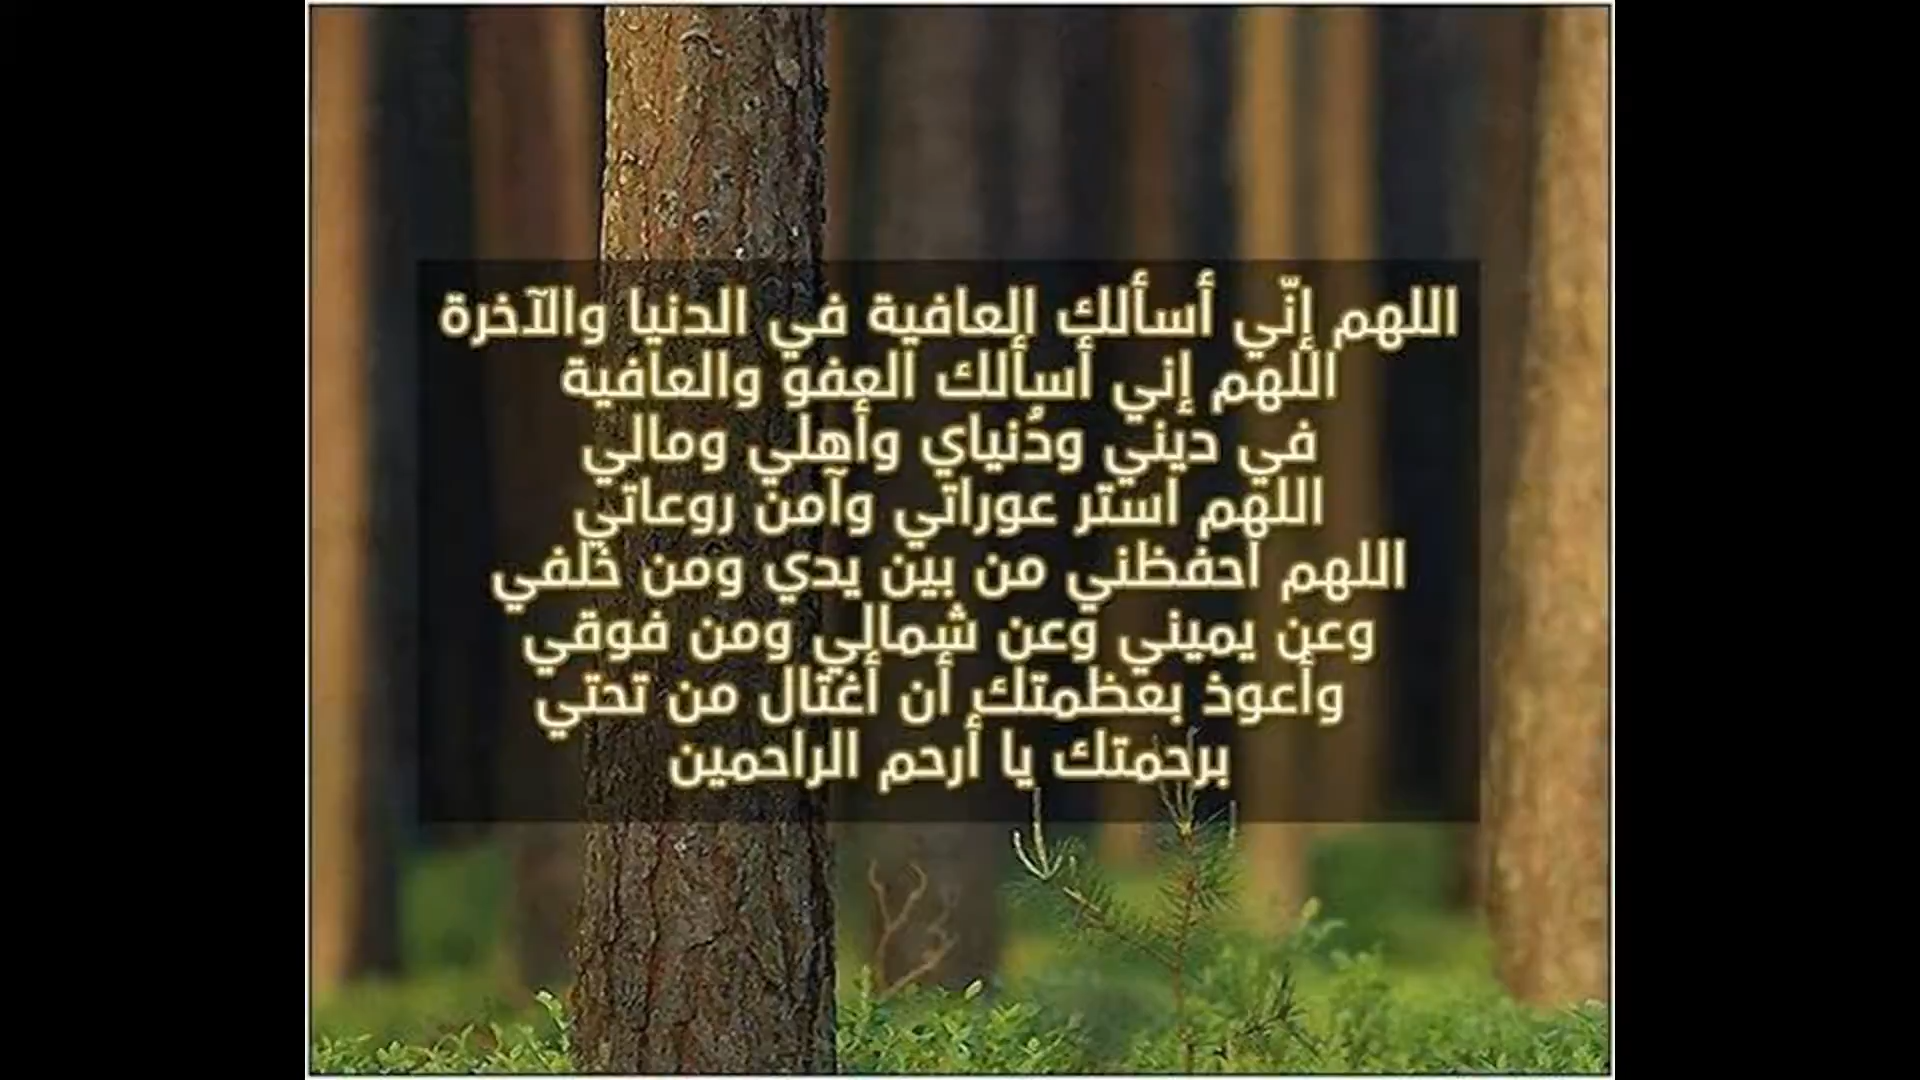 اللهم إنّي أسألك العافية في الدنيا والآخرة
اللهم إني أسألك العفو والعافية
في ديني ودُنياي وأهلي ومالي
اللهم استر عوراتي وآمن روعاتي
اللهم احفظني من بين يدي ومن خلفي
وعن يميني وعن شمالي ومن فوقي
وأعوذ بعظمتك أن أغتال من تحتي
برحمتك يا أرحم الراحمين